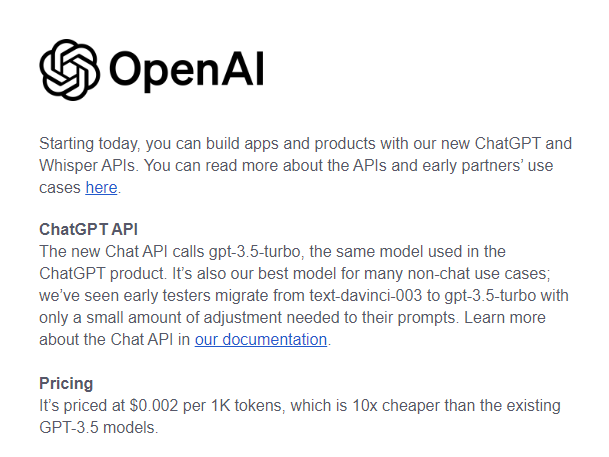 OpenAI
Starting today, you can build apps and products with our new ChatGPT and
Whisper APIs. You can read more about the APIs and early partners’ use
cases here.
ChatGPT API
The new Chat API calls gpt-3.5-turbo, the same model used in the
ChatGPT product. It’s also our best model for many non-chat use cases;
we’ve seen early testers migrate from text-davinci-003 to gpt-3.5-turbo with
only a small amount of adjustment needed to their prompts. Learn more
about the Chat API in our documentation.
Pricing
It’s priced at $0.002 per 1K tokens, which is 10x cheaper than the existing
GPT-3.5 models.